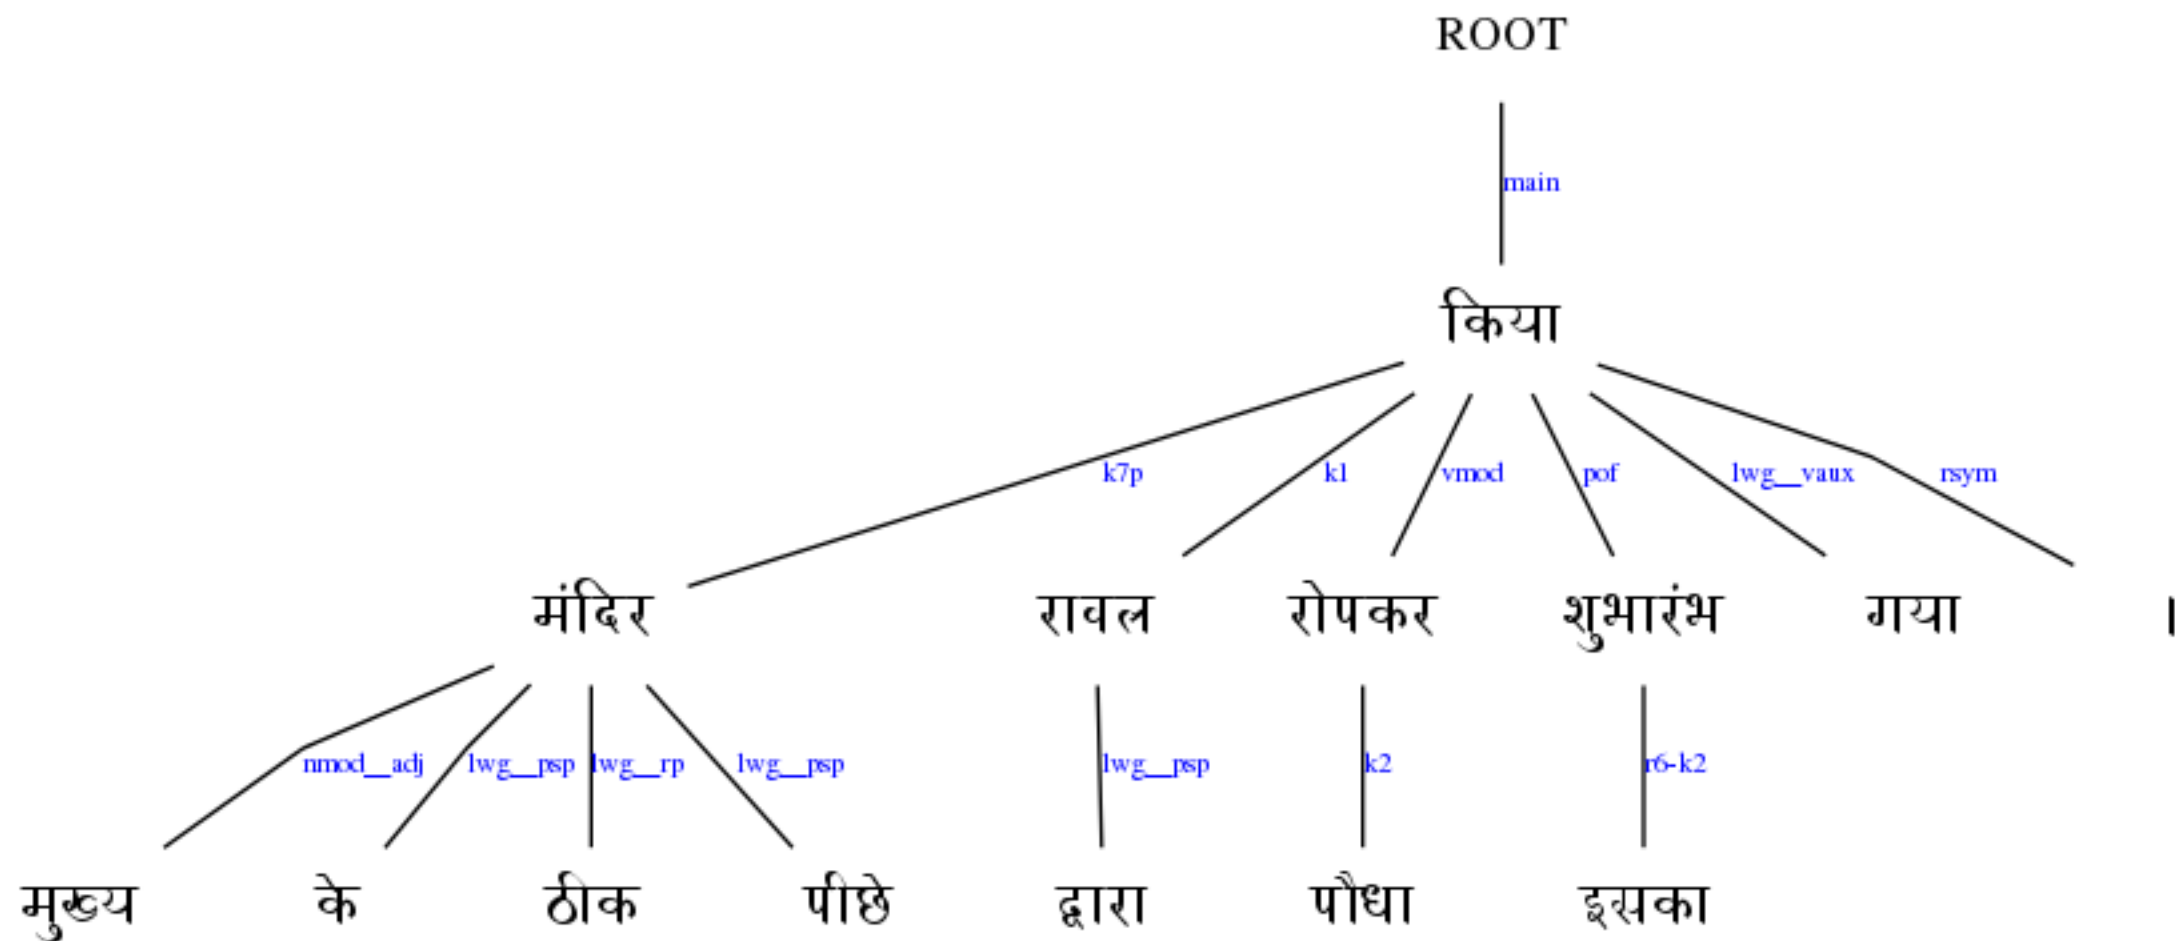 ROOT
main
किया
k7p k1 vmod pof lwg__vaux rsym
मंदिर रावल रोपकर शुभारंभ गया ।
nmod__adj lwg__psp lwg__rp lwg__psp lwg__psp k2 r6-k2
मुख्य के ठीक पीछे द्वारा पौधा इसका